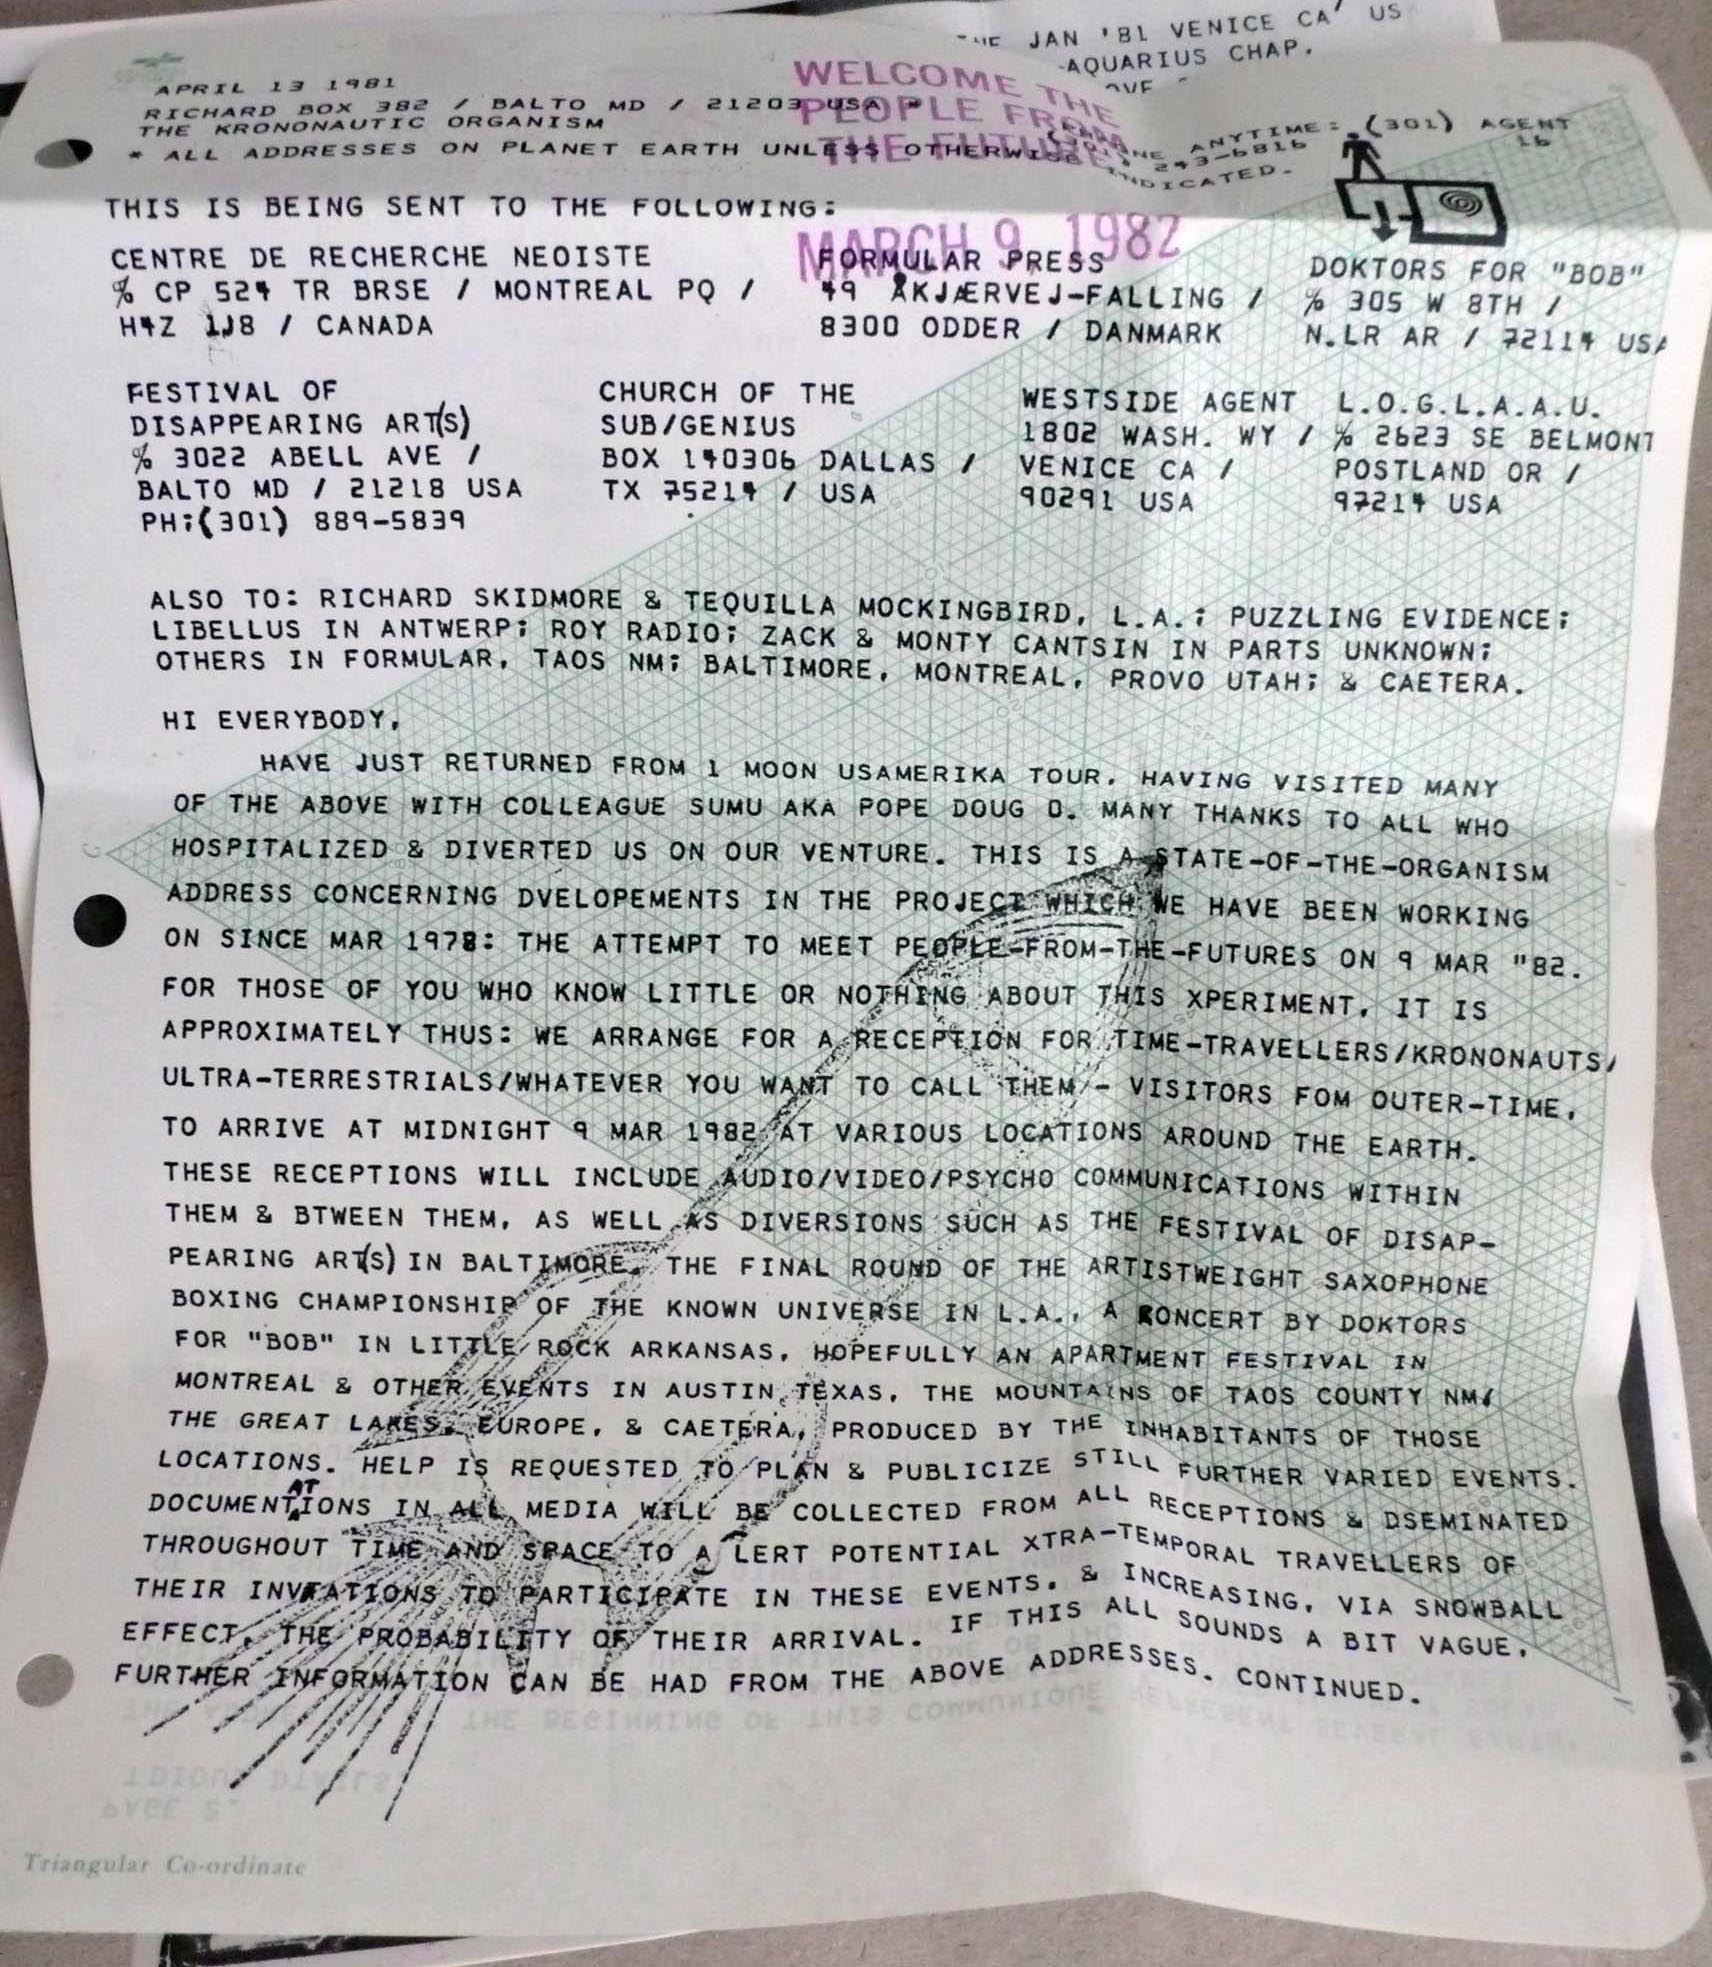 JAN '81 VENICE CA US
AQUARIUS CHAP.
WELCOME THE
PEOPLE FROM
THE FUTURE
MARCH 9, 1982
APRIL 13 1981
RICHARD BOX 382 / BALTO MD / 21203 USA *
THE KRONONAUTIC ORGANISM
* ALL ADDRESSES ON PLANET EARTH UNLESS OTHERWISE INDICATED.
ANYTIME: (301) AGENT
243-6816 16
THIS IS BEING SENT TO THE FOLLOWING:
CENTRE DE RECHERCHE NEOISTE
% CP 524 TR BRSE / MONTREAL PQ /
H4Z 1J8 / CANADA
FORMULAR PRESS
49 AKJÆRVEJ-FALLING /
8300 ODDER / DANMARK
DOKTORS FOR "BOB"
% 305 W 8TH /
N.LR AR / 72114 USA
FESTIVAL OF
DISAPPEARING ART(S)
% 3022 ABELL AVE /
BALTO MD / 21218 USA
PH:(301) 889-5839
CHURCH OF THE
SUB/GENIUS
BOX 140306 DALLAS /
TX 75214 / USA
WESTSIDE AGENT
1802 WASH. WY /
VENICE CA /
90291 USA
L.O.G.L.A.A.U.
% 2623 SE BELMONT
POSTLAND OR /
97214 USA
ALSO TO: RICHARD SKIDMORE & TEQUILLA MOCKINGBIRD, L.A.; PUZZLING EVIDENCE;
LIBELLUS IN ANTWERP; ROY RADIO; ZACK & MONTY CANTSIN IN PARTS UNKNOWN;
OTHERS IN FORMULAR, TAOS NM; BALTIMORE, MONTREAL, PROVO UTAH; & CAETERA.
HI EVERYBODY,
HAVE JUST RETURNED FROM 1 MOON USAMERIKA TOUR, HAVING VISITED MANY
OF THE ABOVE WITH COLLEAGUE SUMU AKA POPE DOUG O. MANY THANKS TO ALL WHO
HOSPITALIZED & DIVERTED US ON OUR VENTURE. THIS IS A STATE-OF-THE-ORGANISM
ADDRESS CONCERNING DVELOPEMENTS IN THE PROJECT WHICH WE HAVE BEEN WORKING
ON SINCE MAR 1978: THE ATTEMPT TO MEET PEOPLE-FROM-THE-FUTURES ON 9 MAR "82.
FOR THOSE OF YOU WHO KNOW LITTLE OR NOTHING ABOUT THIS XPERIMENT, IT IS
APPROXIMATELY THUS: WE ARRANGE FOR A RECEPTION FOR TIME-TRAVELLERS/KRONONAUTS/
ULTRA-TERRESTRIALS/WHATEVER YOU WANT TO CALL THEM - VISITORS FOM OUTER-TIME,
TO ARRIVE AT MIDNIGHT 9 MAR 1982 AT VARIOUS LOCATIONS AROUND THE EARTH.
THESE RECEPTIONS WILL INCLUDE AUDIO/VIDEO/PSYCHO COMMUNICATIONS WITHIN
THEM & BTWEEN THEM, AS WELL AS DIVERSIONS SUCH AS THE FESTIVAL OF DISAP-
PEARING ART(S) IN BALTIMORE, THE FINAL ROUND OF THE ARTISTWEIGHT SAXOPHONE
BOXING CHAMPIONSHIP OF THE KNOWN UNIVERSE IN L.A., A KONCERT BY DOKTORS
FOR "BOB" IN LITTLE ROCK ARKANSAS, HOPEFULLY AN APARTMENT FESTIVAL IN
MONTREAL & OTHER EVENTS IN AUSTIN TEXAS, THE MOUNTAINS OF TAOS COUNTY NM,
THE GREAT LAKES, EUROPE, & CAETERA, PRODUCED BY THE INHABITANTS OF THOSE
LOCATIONS. HELP IS REQUESTED TO PLAN & PUBLICIZE STILL FURTHER VARIED EVENTS.
DOCUMENTATIONS IN ALL MEDIA WILL BE COLLECTED FROM ALL RECEPTIONS & DSEMINATED
THROUGHOUT TIME AND SPACE TO A LERT POTENTIAL XTRA-TEMPORAL TRAVELLERS OF
THEIR INVTATIONS TO PARTICIPATE IN THESE EVENTS, & INCREASING, VIA SNOWBALL
EFFECT, THE PROBABILITY OF THEIR ARRIVAL. IF THIS ALL SOUNDS A BIT VAGUE,
FURTHER INFORMATION CAN BE HAD FROM THE ABOVE ADDRESSES. CONTINUED.
Triangular Co-ordinate